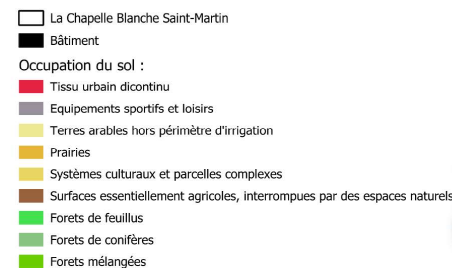 La Chapelle Blanche Saint-Martin
Bâtiment
Occupation du sol :
Tissu urbain dicontinu
Equipements sportifs et loisirs
Terres arables hors périmètre d'irrigation
Prairies
Systèmes culturaux et parcelles complexes
Surfaces essentiellement agricoles, interrompues par des espaces naturels
Forets de feuillus
Forets de conifères
Forets mélangées